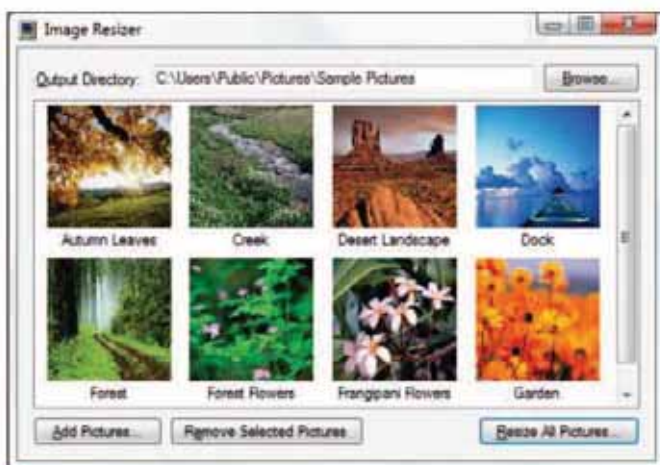 Image Resizer
Output Directory: C:\Users\Public\Pictures\Sample Pictures Browse...
Autumn Leaves Creek Desert Landscape Dock
Forest Forest Flowers Frangipani Flowers Garden
Add Pictures... Remove Selected Pictures Resize All Pictures...